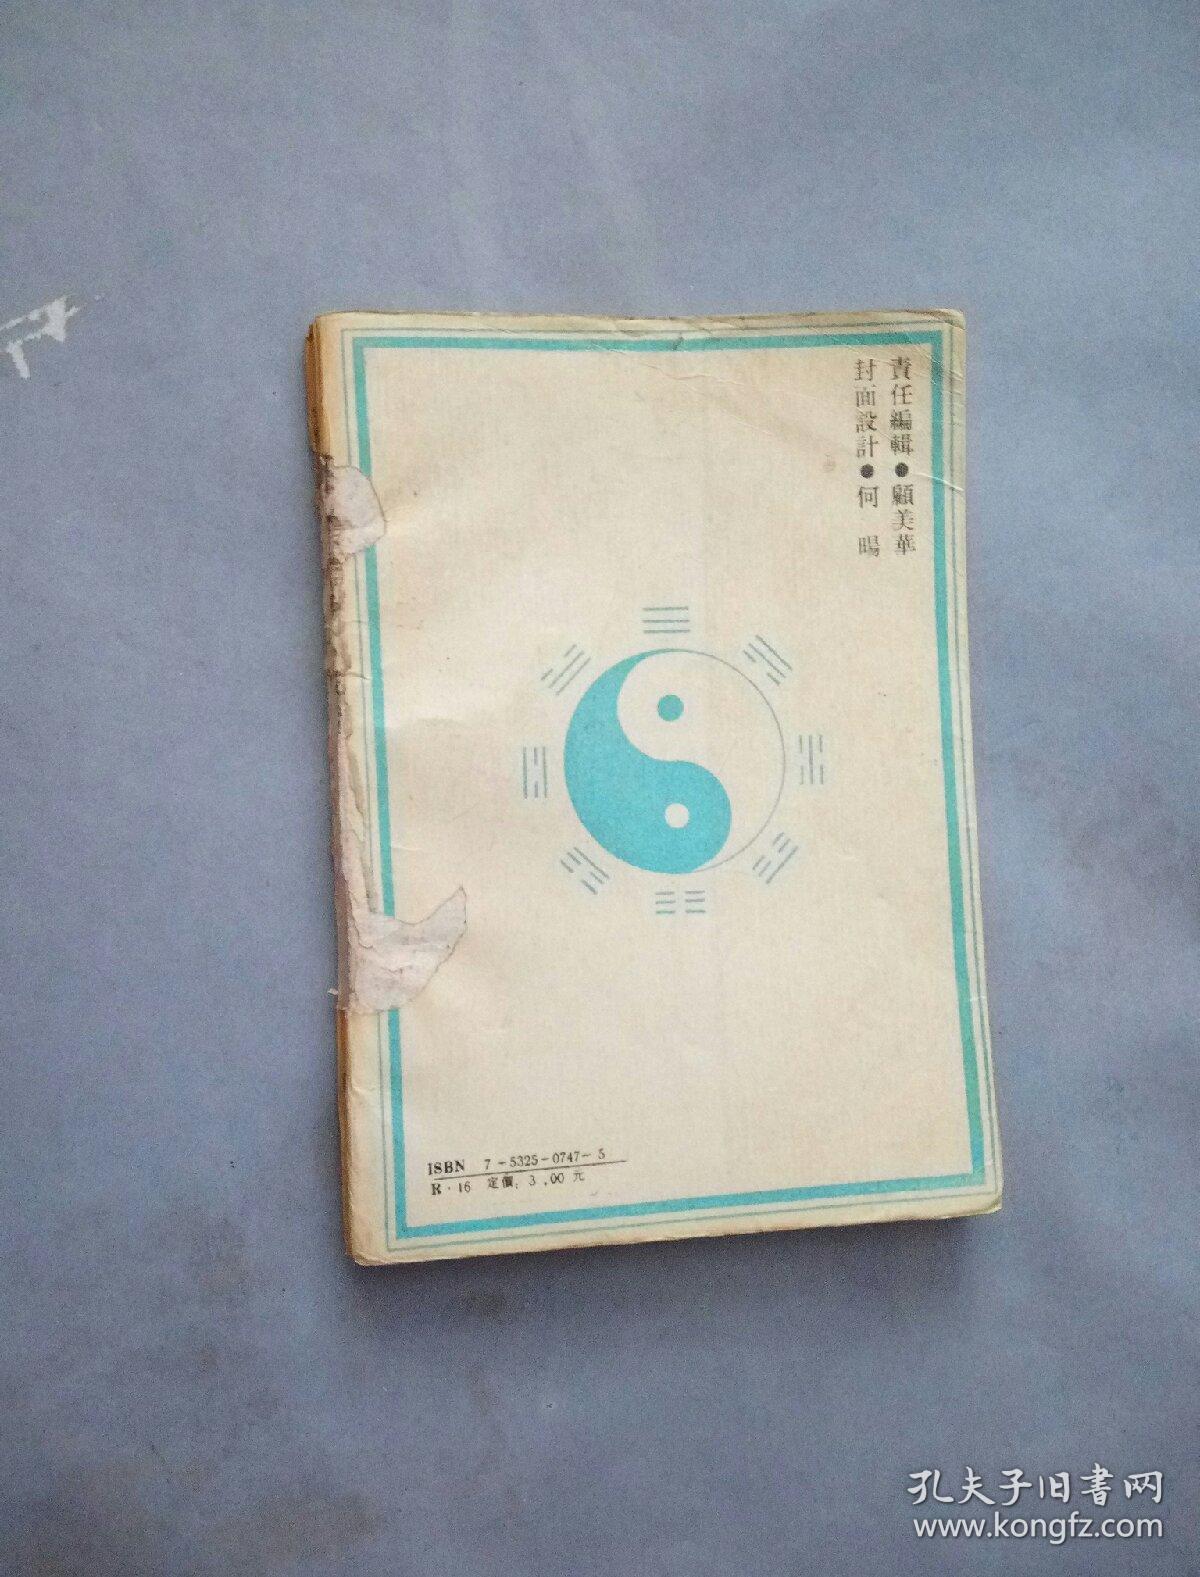 責任編輯●顧美華
封面設計●何 暘
ISBN 7-5325-0747-5
R·16 定價：3.00元
孔夫子旧书网
www.kongfz.com